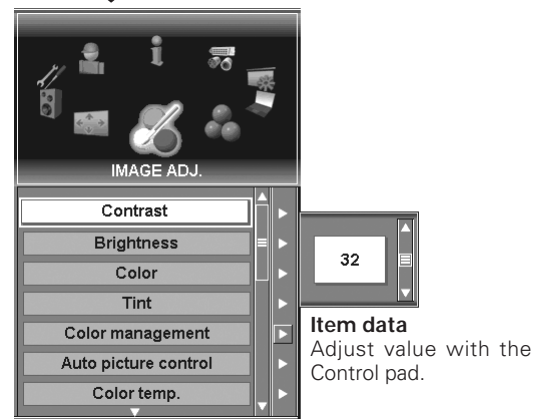 IMAGE ADJ.
Contrast
Brightness
Color
Tint
Color management
Auto picture control
Color temp.
32
Item data
Adjust value with the
Control pad.